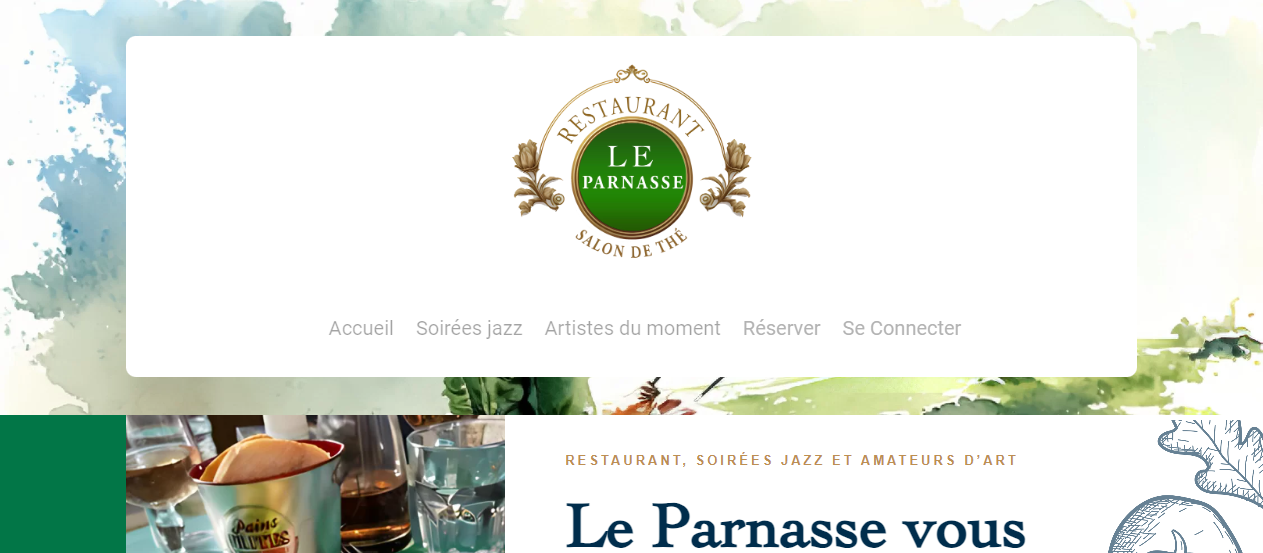 RESTAURANT
LE
PARNASSE
SALON DE THÉ
Accueil Soirées jazz Artistes du moment Réserver Se Connecter
RESTAURANT, SOIRÉES JAZZ ET AMATEURS D'ART
Le Parnasse vous
Pains